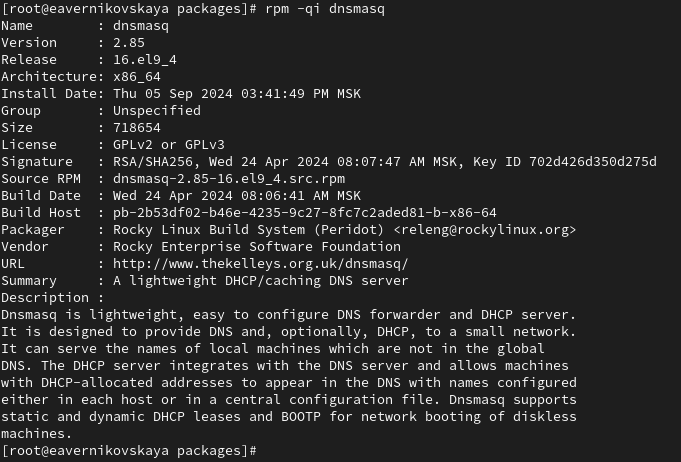 [root@eavernikovskaya packages]# rpm -qi dnsmasq
Name        : dnsmasq
Version     : 2.85
Release     : 16.el9_4
Architecture: x86_64
Install Date: Thu 05 Sep 2024 03:41:49 PM MSK
Group       : Unspecified
Size        : 718654
License     : GPLv2 or GPLv3
Signature   : RSA/SHA256, Wed 24 Apr 2024 08:07:47 AM MSK, Key ID 702d426d350d275d
Source RPM  : dnsmasq-2.85-16.el9_4.src.rpm
Build Date  : Wed 24 Apr 2024 08:06:41 AM MSK
Build Host  : pb-2b53df02-b46e-4235-9c27-8fc7c2aded81-b-x86-64
Packager    : Rocky Linux Build System (Peridot) <releng@rockylinux.org>
Vendor      : Rocky Enterprise Software Foundation
URL         : http://www.thekelleys.org.uk/dnsmasq/
Summary     : A lightweight DHCP/caching DNS server
Description :
Dnsmasq is lightweight, easy to configure DNS forwarder and DHCP server.
It is designed to provide DNS and, optionally, DHCP, to a small network.
It can serve the names of local machines which are not in the global
DNS. The DHCP server integrates with the DNS server and allows machines
with DHCP-allocated addresses to appear in the DNS with names configured
either in each host or in a central configuration file. Dnsmasq supports
static and dynamic DHCP leases and BOOTP for network booting of diskless
machines.
[root@eavernikovskaya packages]#